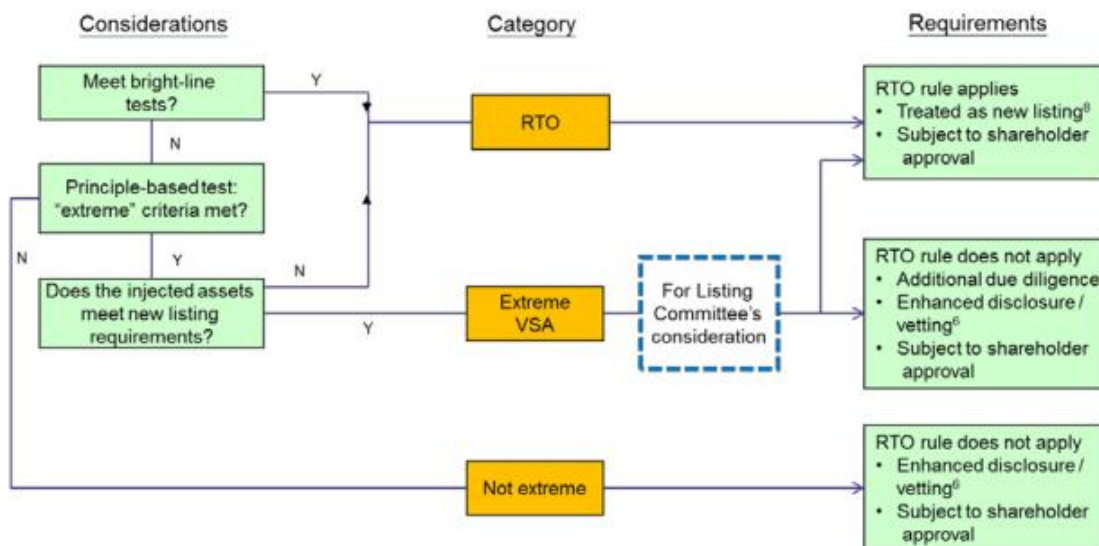 Considerations
Category
Requirements
Meet bright-line
tests?
Y
N
Principle-based test:
“extreme” criteria met?
N
Y
N
Does the injected assets
meet new listing
requirements?
Y
RTO
Extreme
VSA
For Listing
Committee’s
consideration
Not extreme
RTO rule applies
• Treated as new listing⁸
• Subject to shareholder
approval
RTO rule does not apply
• Additional due diligence
• Enhanced disclosure /
vetting⁶
• Subject to shareholder
approval
RTO rule does not apply
• Enhanced disclosure /
vetting⁶
• Subject to shareholder
approval